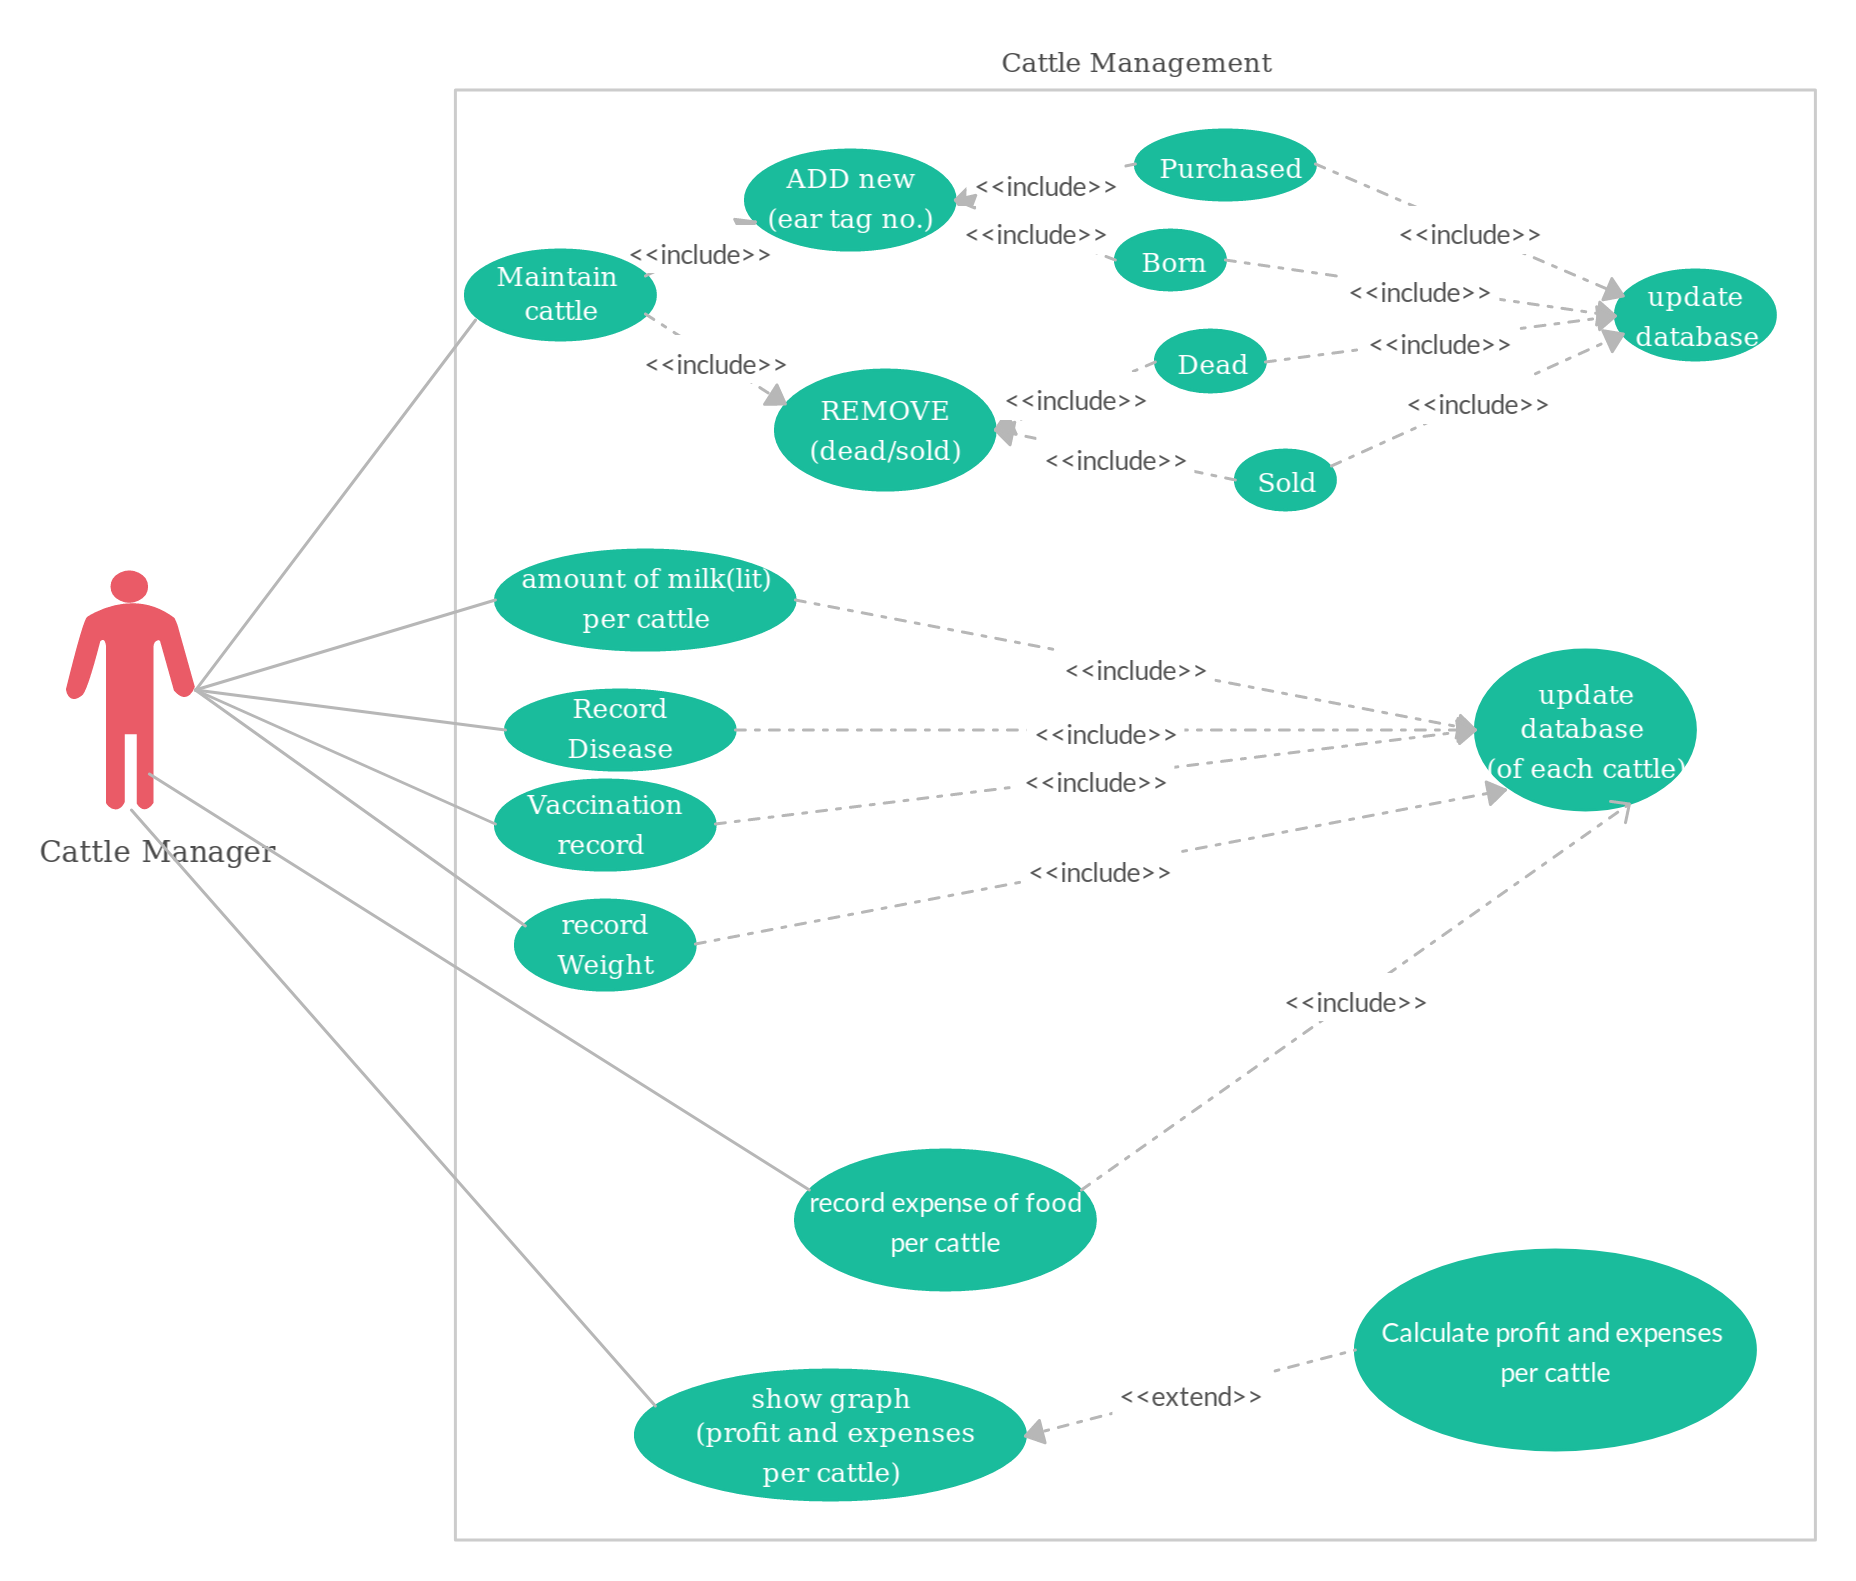 Cattle Management
Purchased
ADD new
(ear tag no.)
<<include>>
<<include>>
<<include>>
<<include>>
Born
Maintain
cattle
<<include>>
update
database
<<include>>
<<include>>
Dead
<<include>>
<<include>>
REMOVE
(dead/sold)
<<include>>
Sold
amount of milk(lit)
per cattle
<<include>>
Record
Disease
<<include>>
update
database
(of each cattle)
<<include>>
Vaccination
record
Cattle Manager
<<include>>
record
Weight
<<include>>
record expense of food
per cattle
Calculate profit and expenses
per cattle
<<extend>>
show graph
(profit and expenses
per cattle)